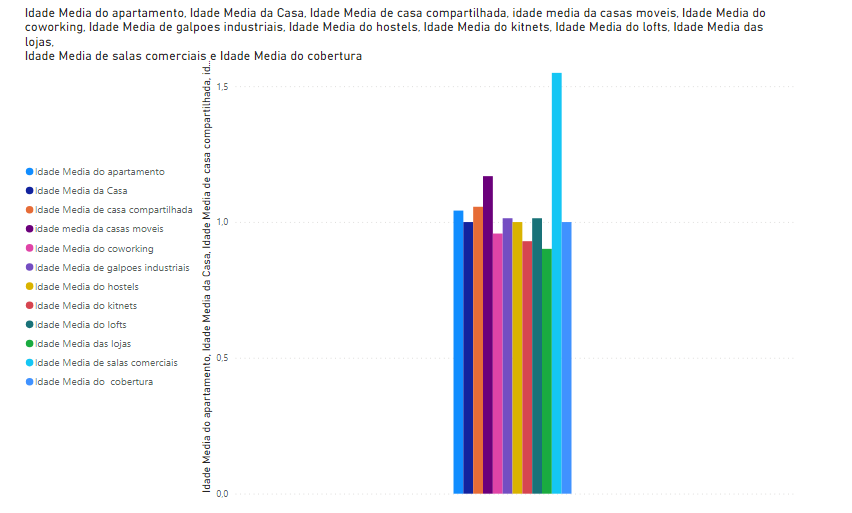 Idade Media do apartamento, Idade Media da Casa, Idade Media de casa compartilhada, idade media da casas moveis, Idade Media do
coworking, Idade Media de galpoes industriais, Idade Media do hostels, Idade Media do kitnets, Idade Media do lofts, Idade Media das
lojas,
Idade Media de salas comerciais e Idade Media do cobertura
Idade Media do apartamento
Idade Media da Casa
Idade Media de casa compartilhada
idade media da casas moveis
Idade Media do coworking
Idade Media de galpoes industriais
Idade Media do hostels
Idade Media do kitnets
Idade Media do lofts
Idade Media das lojas
Idade Media de salas comerciais
Idade Media do  cobertura
Idade Media do apartamento, Idade Media da Casa, Idade Media de casa compartilhada, id...
1,5
1,0
0,5
0,0